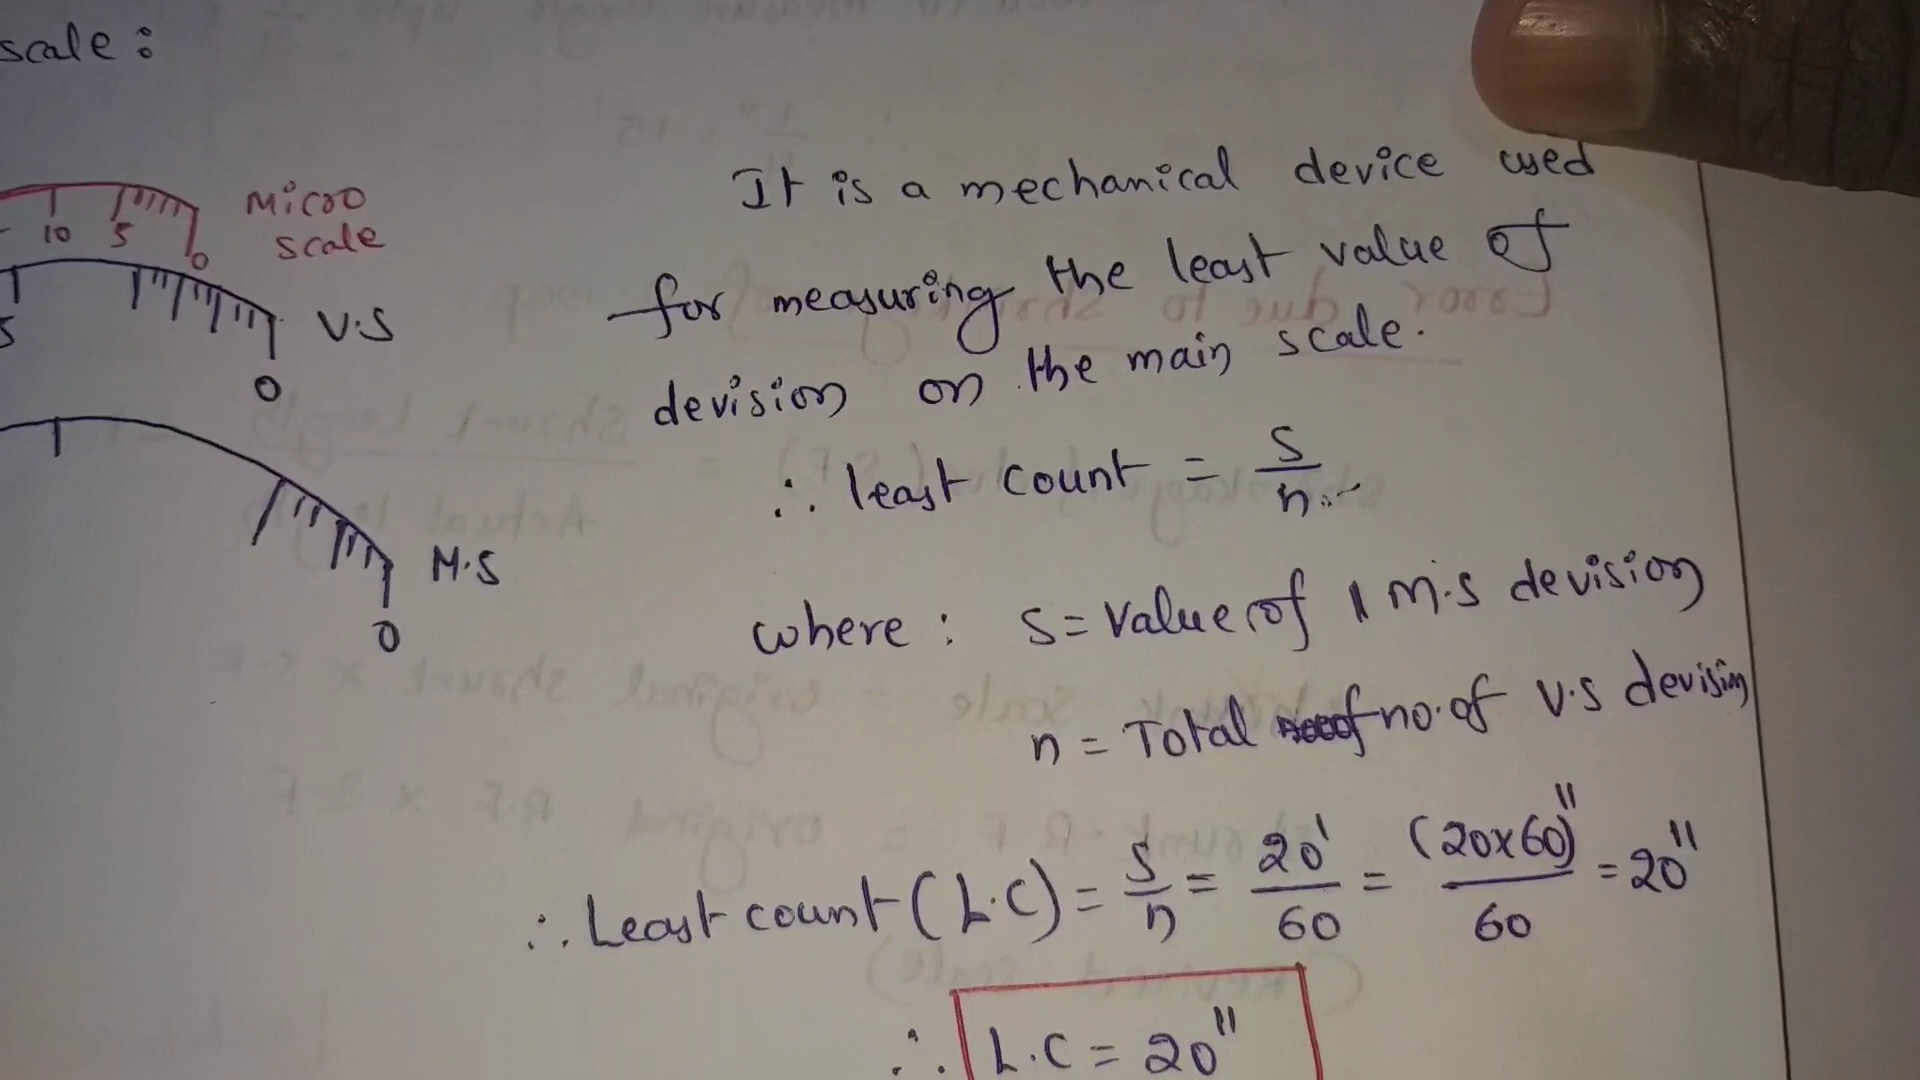 scale:
Micro
scale
10 5 0
V.S
5
0
M.S
0
It is a mechanical device used
for measuring the least value of
devision on the main scale.
∴ least count = S/n
where : S = Value of 1 M.S devision
n = Total no. of V.S devision
∴ Least count (L.C) = S/n = 20'/60 = (20x60)"/60 = 20"
∴ L.C = 20"